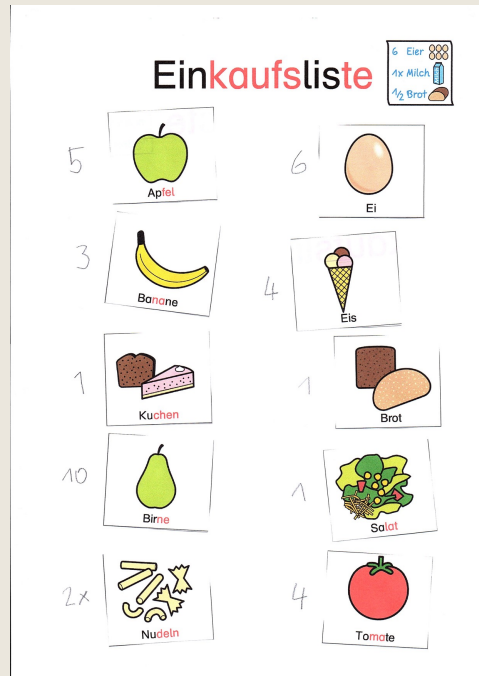 Einkaufsliste
6 Eier
1x Milch
1/2 Brot
5
Apfel
6
Ei
3
Banane
4
Eis
1
Kuchen
1
Brot
10
Birne
1
Salat
2x
Nudeln
4
Tomate